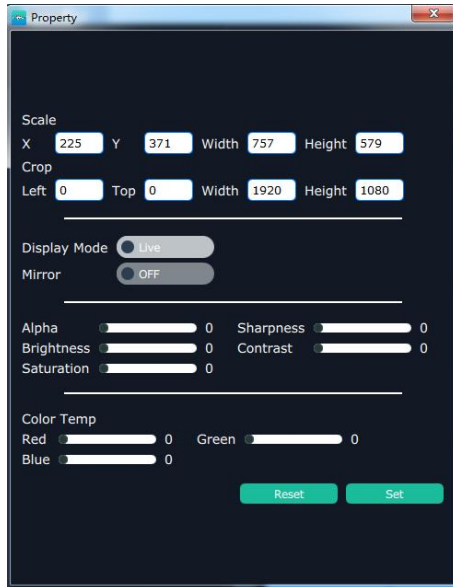 Property
Scale
X 225 Y 371 Width 757 Height 579
Crop
Left 0 Top 0 Width 1920 Height 1080
Display Mode Live
Mirror OFF
Alpha 0 Sharpness 0
Brightness 0 Contrast 0
Saturation 0
Color Temp
Red 0 Green 0
Blue 0
Reset Set